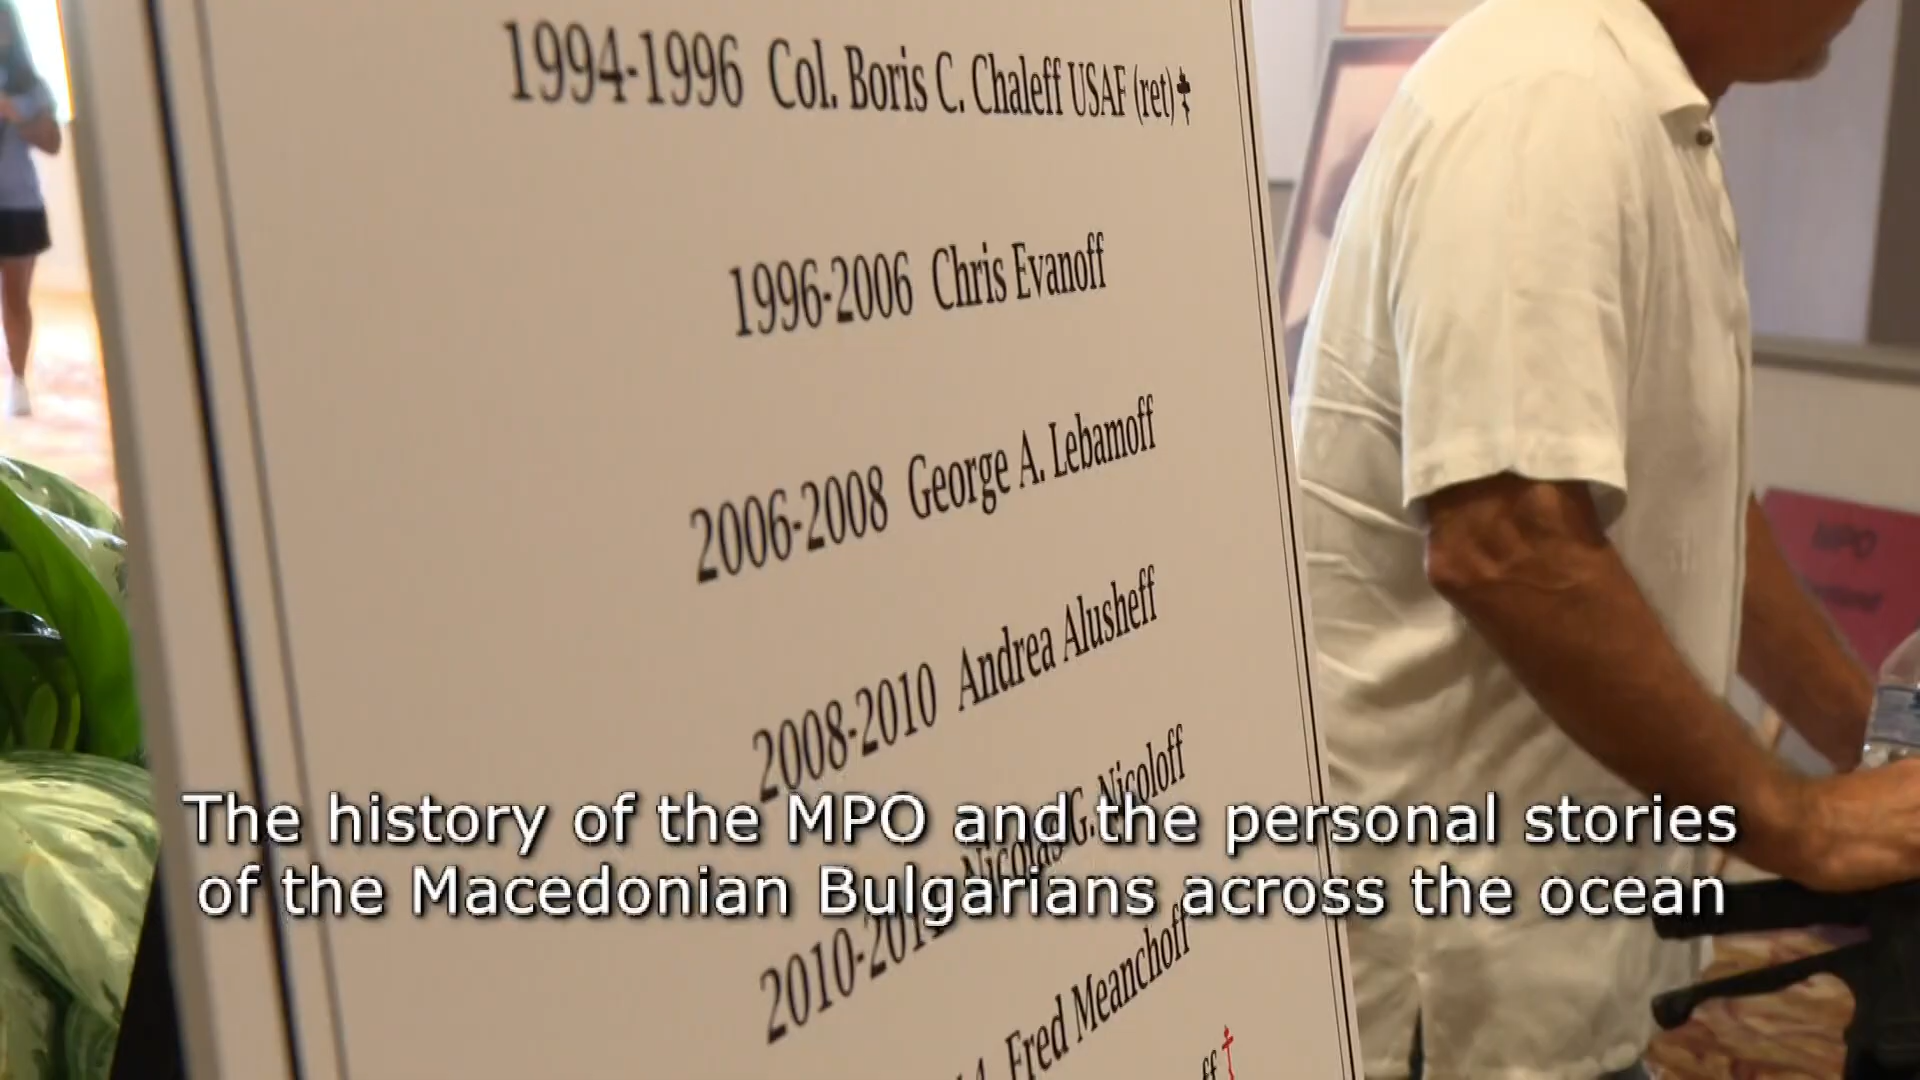 1994-1996 Col. Boris C. Chaleff USAF (ret)
1996-2006 Chris Evanoff
2006-2008 George A. Lebamoff
2008-2010 Andrea Alusheff
Nicolas G. Nicoloff
Fred Meanchoff
MPO
The history of the MPO and the personal stories
of the Macedonian Bulgarians across the ocean